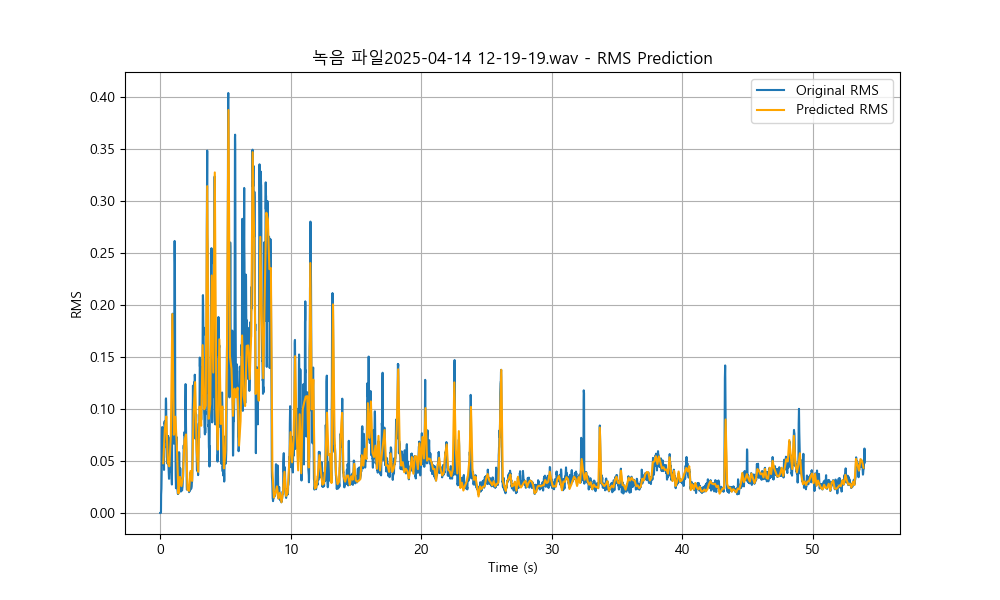 녹음 파일2025-04-14 12-19-19.wav - RMS Prediction
Original RMS
Predicted RMS
0.40
0.35
0.30
0.25
0.20
0.15
0.10
0.05
0.00
RMS
0 10 20 30 40 50
Time (s)